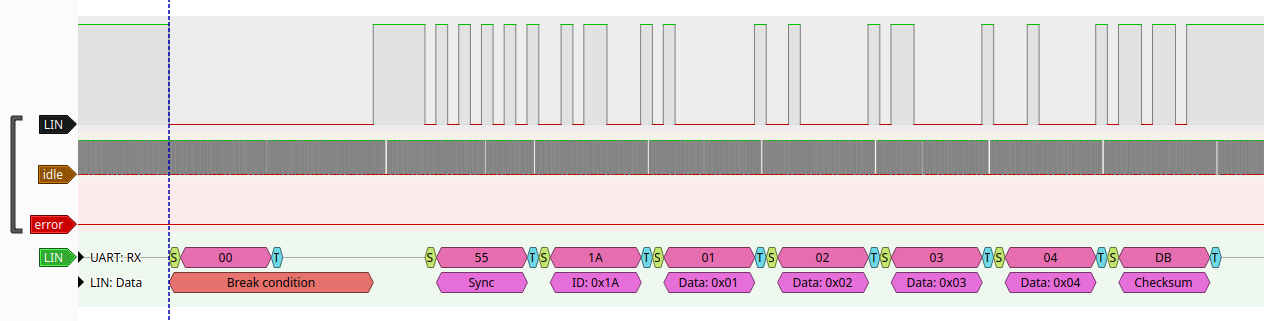 LIN
idle
error
LIN UART: RX S 00 T S 55 T S 1A T S 01 T S 02 T S 03 T S 04 T S DB T
LIN: Data Break condition Sync ID: 0x1A Data: 0x01 Data: 0x02 Data: 0x03 Data: 0x04 Checksum